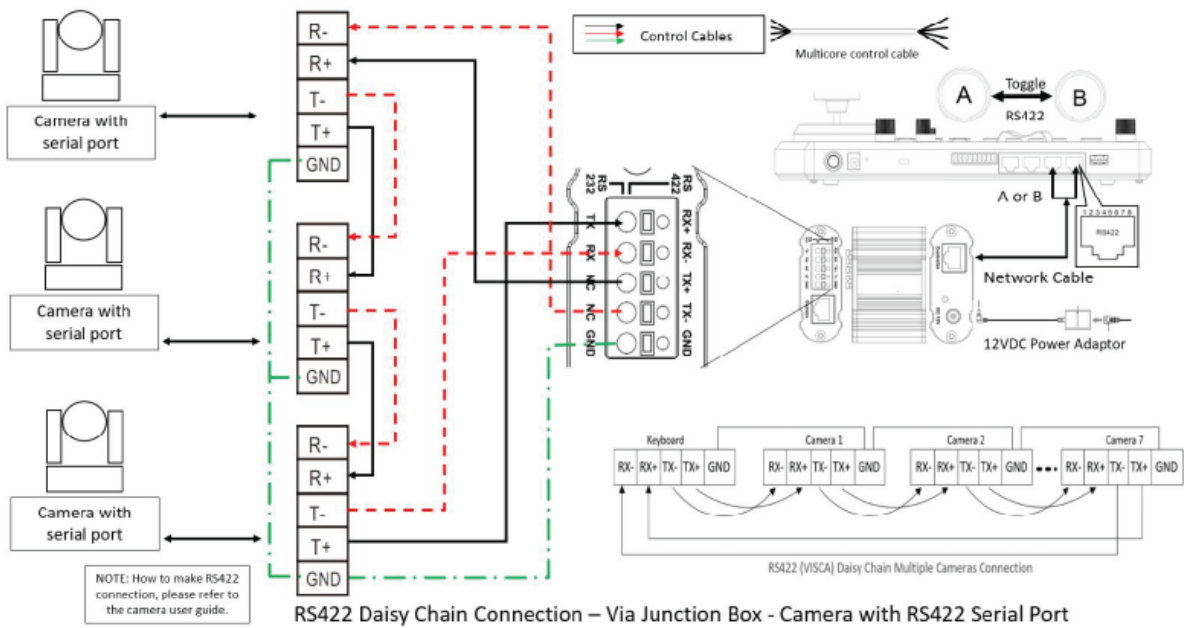 Camera with
serial port
Camera with
serial port
Camera with
serial port
NOTE: How to make RS422
connection, please refer to
the camera user guide.
R-
R+
T-
T+
GND
R-
R+
T-
T+
GND
R-
R+
T-
T+
GND
Control Cables
Multicore control cable
RS
232
RS
422
TX
RX
NC
NC
GND
RX+
RX-
TX+
TX-
GND
A
Toggle
B
RS422
A or B
1 2 3 4 5 6 7 8
RS422
Network Cable
12VDC Power Adaptor
Keyboard
RX- RX+ TX- TX+ GND
Camera 1
RX- RX+ TX- TX+ GND
Camera 2
RX- RX+ TX- TX+ GND
Camera 7
RX- RX+ TX- TX+ GND
RS422 (VISCA) Daisy Chain Multiple Cameras Connection
RS422 Daisy Chain Connection – Via Junction Box - Camera with RS422 Serial Port